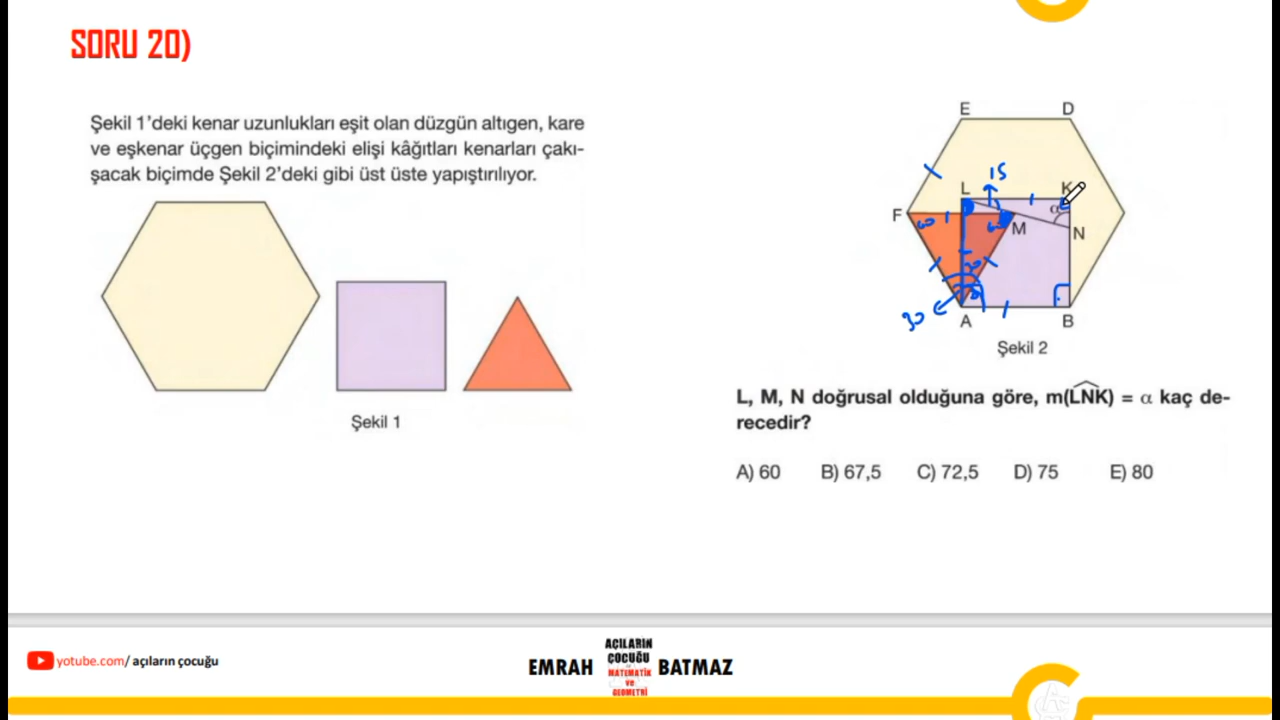 SORU 20)
Şekil 1'deki kenar uzunlukları eşit olan düzgün altıgen, kare
ve eşkenar üçgen biçimindeki elişi kâğıtları kenarları çakı-
şacak biçimde Şekil 2'deki gibi üst üste yapıştırılıyor.
Şekil 1
E D
15
L K
F 60 60 M α N
30
30
A B
Şekil 2
L, M, N doğrusal olduğuna göre, m(LNK) = α kaç de-
recedir?
A) 60 B) 67,5 C) 72,5 D) 75 E) 80
yotube.com/ açıların çocuğu
EMRAH
AÇILARIN
ÇOCUĞU
MATEMATİK
ve
GEOMETRİ
BATMAZ